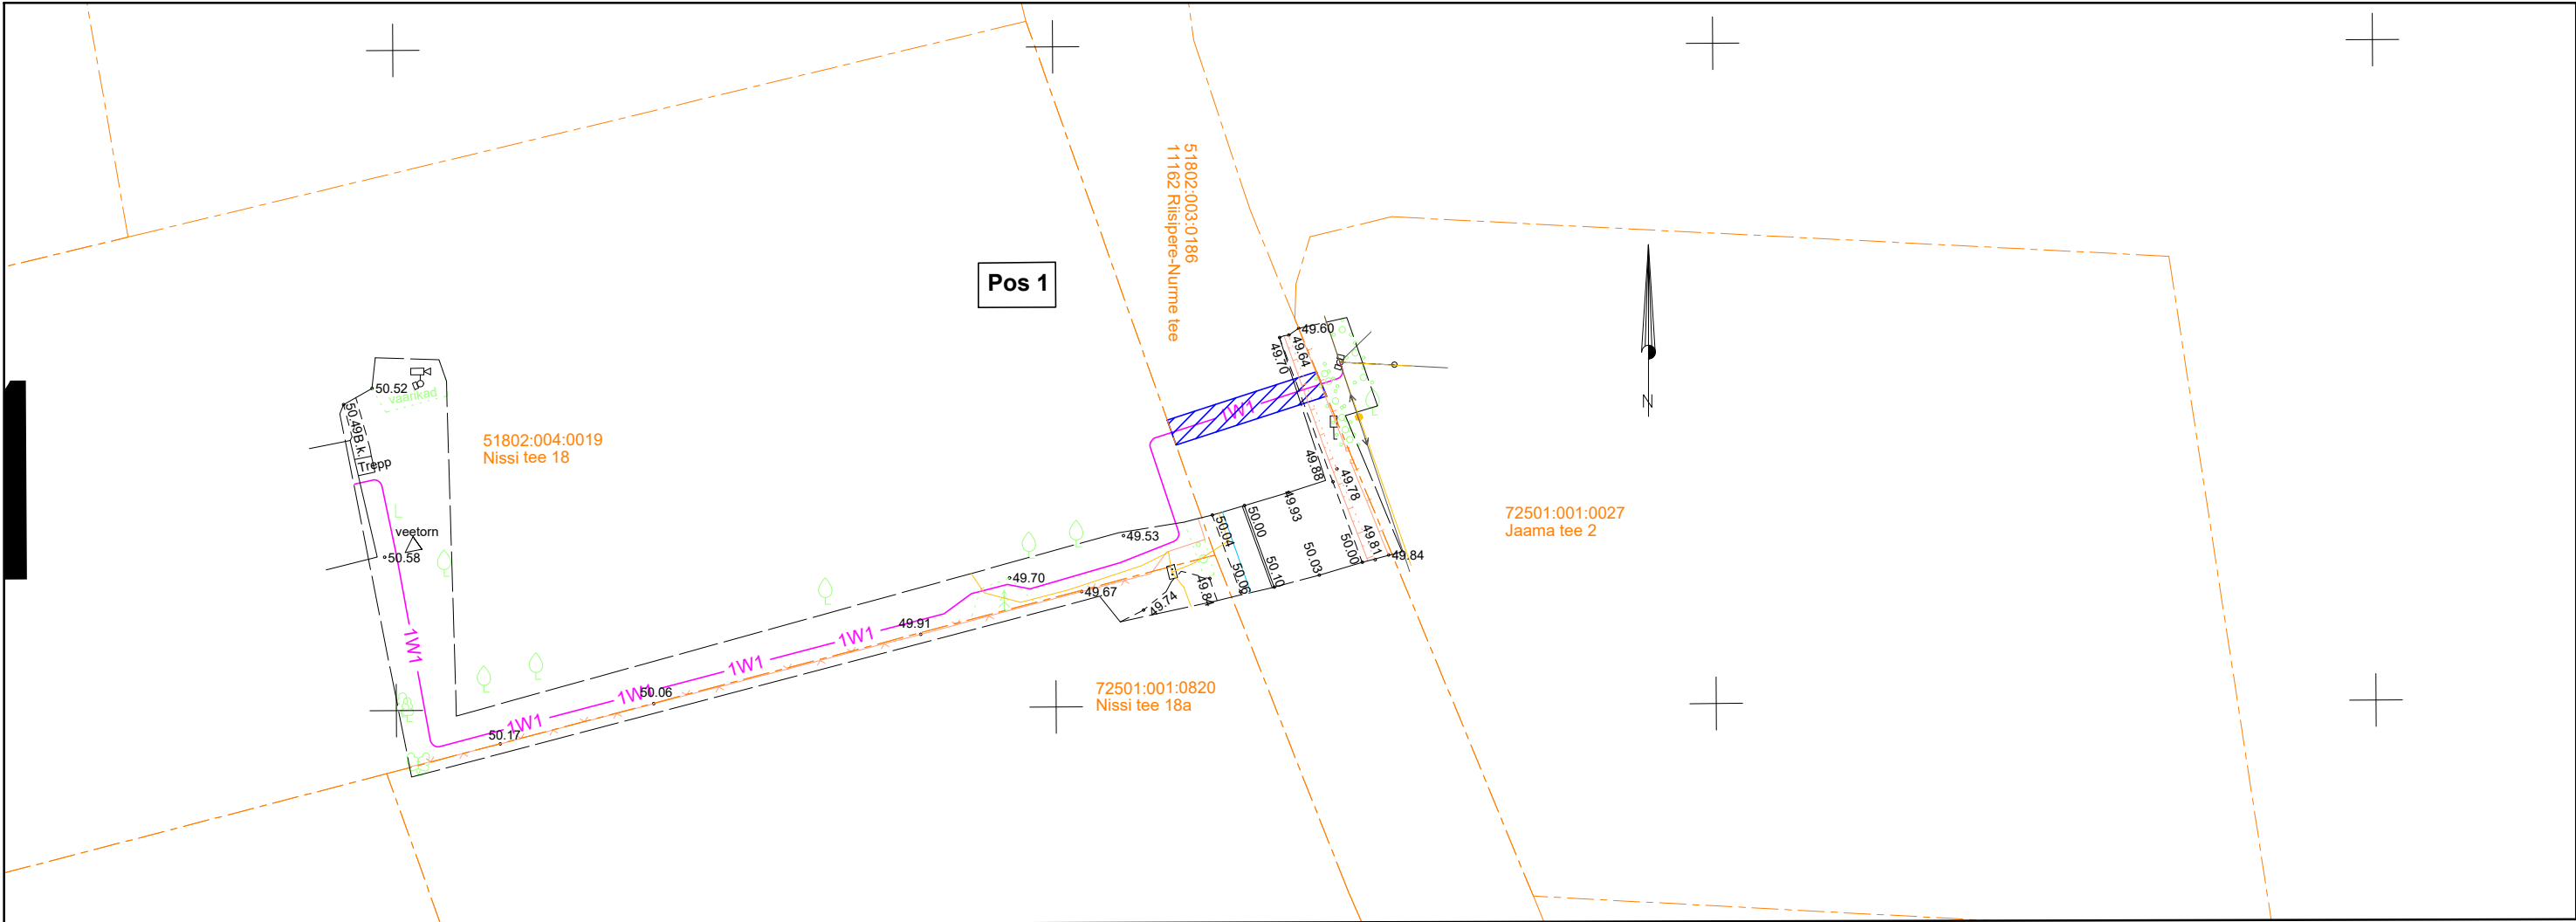 51802:003:0186
11162 Riisipere-Nurme tee
Pos 1
N
49.60
49.64
49.70
50.52
vaarikad
50.49
B.k.
Trepp
51802:004:0019
Nissi tee 18
1W1
49.88
49.78
49.93
50.00
50.04
49.81
50.00
49.84
50.03
50.10
50.06
72501:001:0027
Jaama tee 2
L
veetorn
50.58
49.53
49.70
49.67
49.74
49.84
49.91
1W1
1W1
1W1
1W1
50.06
1W1
50.17
72501:001:0820
Nissi tee 18a